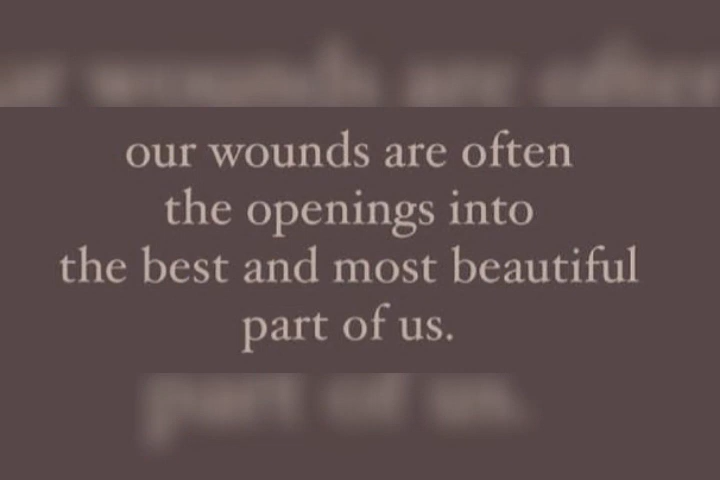 our wounds are often
the openings into
the best and most beautiful
part of us.